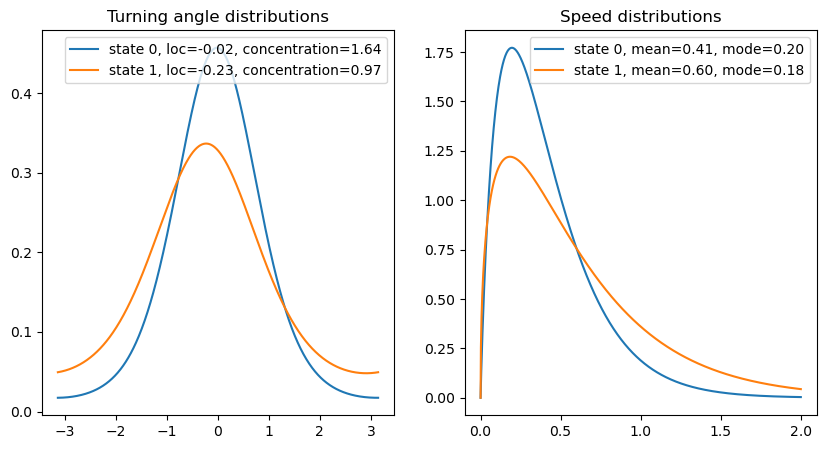 Turning angle distributions
state 0, loc=-0.02, concentration=1.64
state 1, loc=-0.23, concentration=0.97
0.4
0.3
0.2
0.1
0.0
−3 −2 −1 0 1 2 3
Speed distributions
state 0, mean=0.41, mode=0.20
state 1, mean=0.60, mode=0.18
1.75
1.50
1.25
1.00
0.75
0.50
0.25
0.00
0.0 0.5 1.0 1.5 2.0